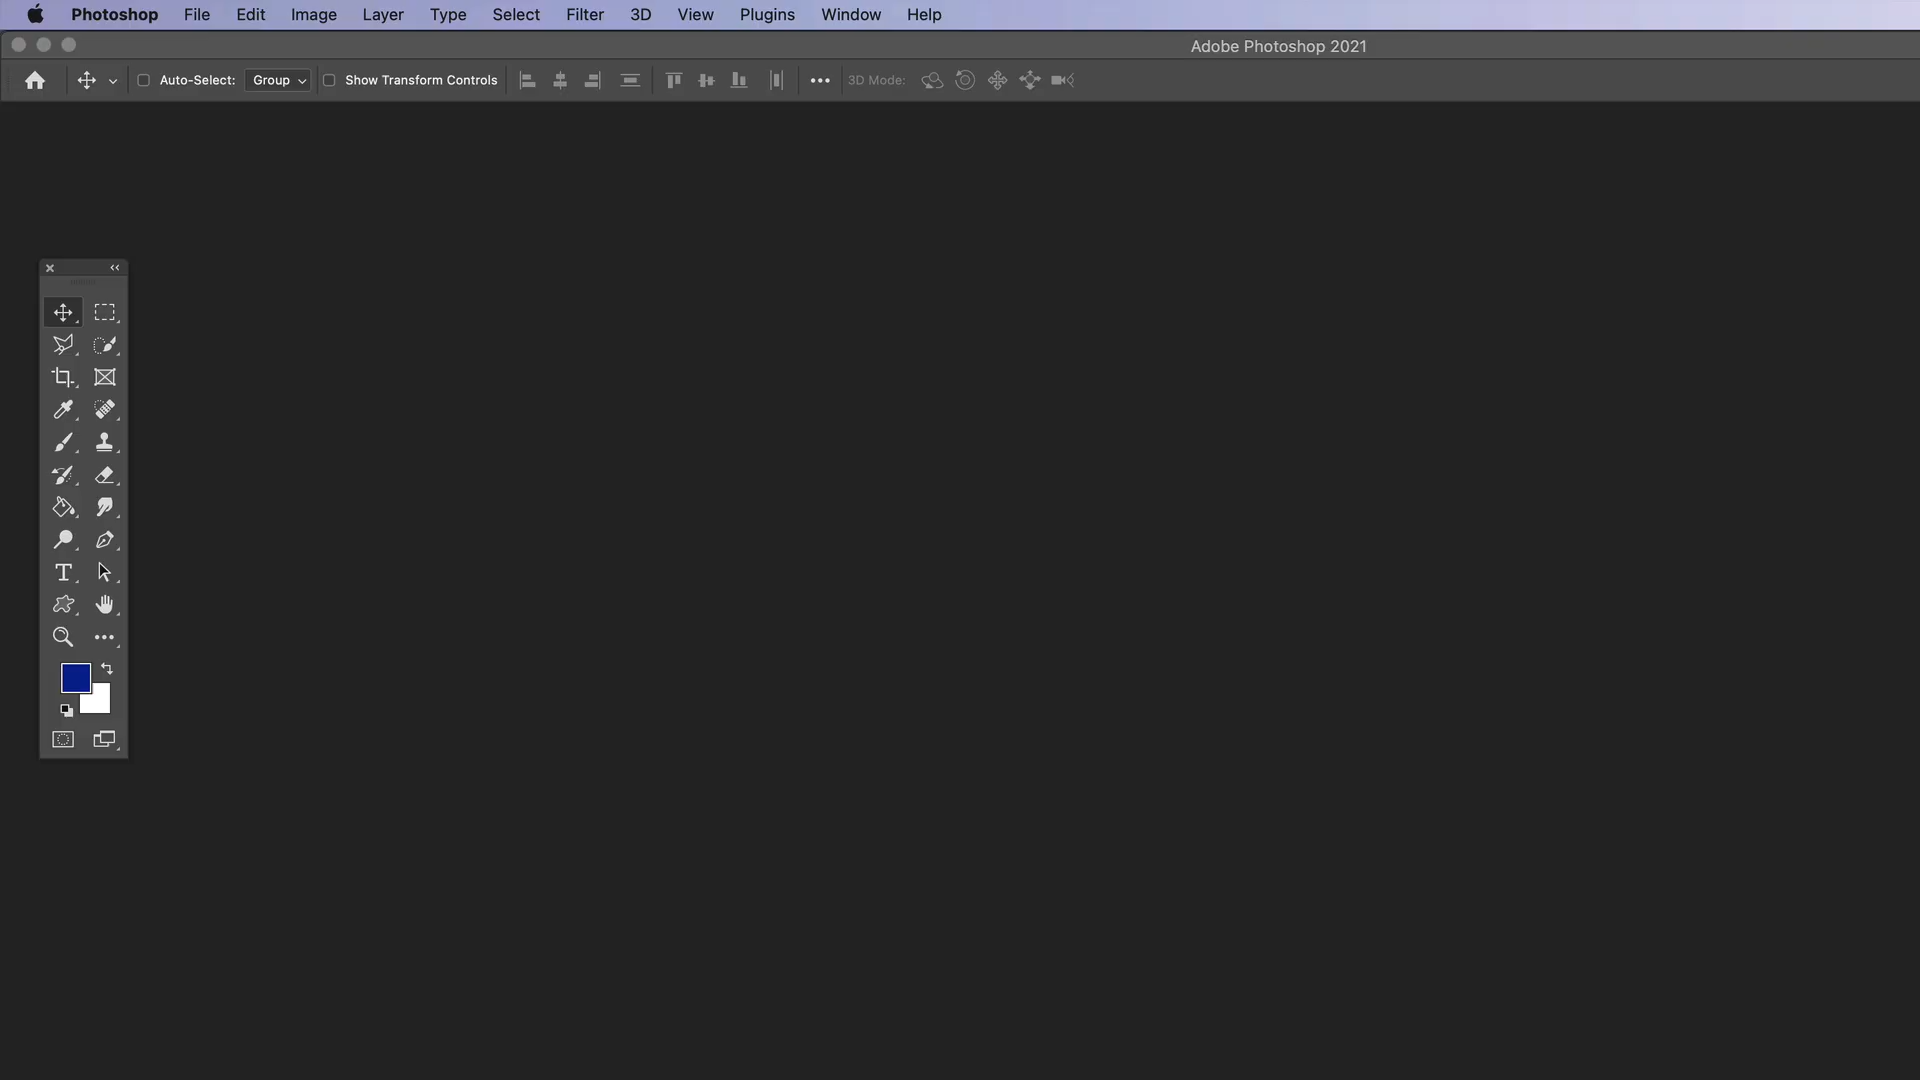 Photoshop File Edit Image Layer Type Select Filter 3D View Plugins Window Help
Adobe Photoshop 2021
Auto-Select: Group Show Transform Controls 3D Mode: